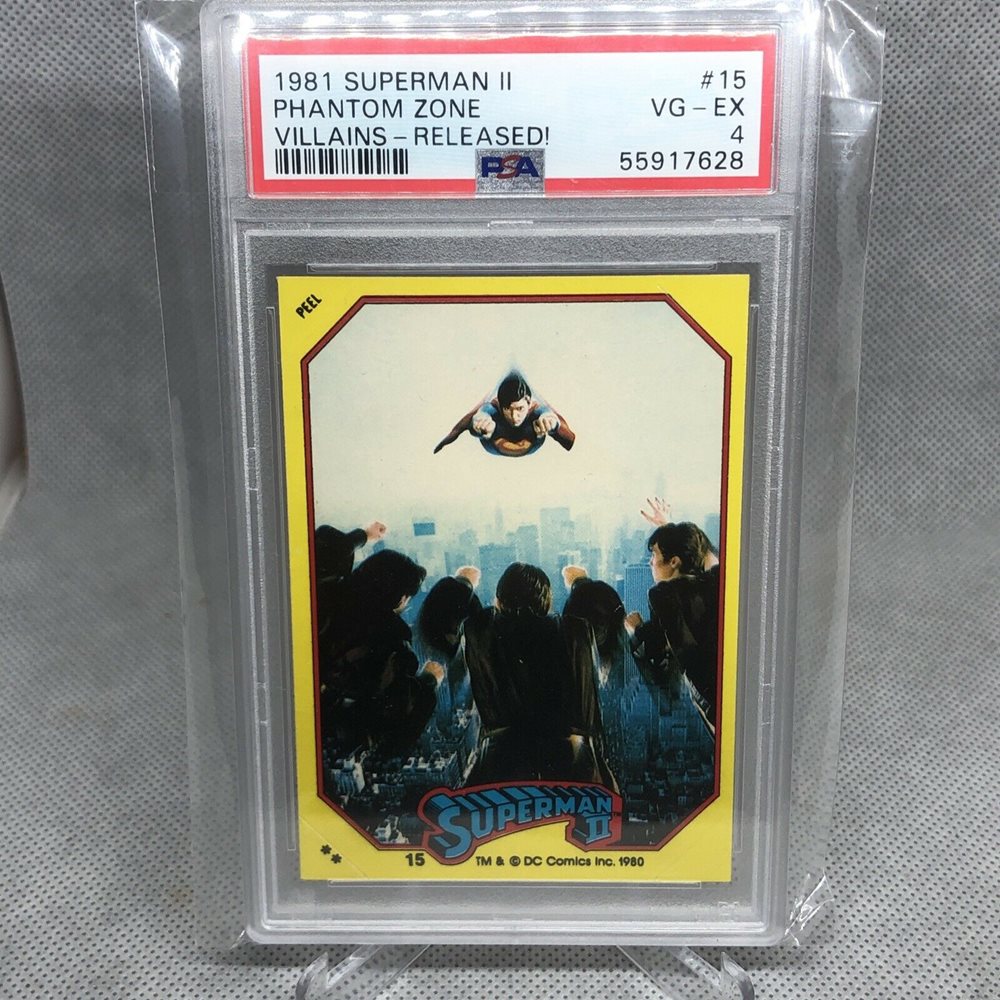 1981 SUPERMAN II #15
PHANTOM ZONE VG - EX
VILLAINS - RELEASED! 4
PSA 55917628
PEEL
SUPERMAN II
** 15 TM & © DC Comics Inc. 1980